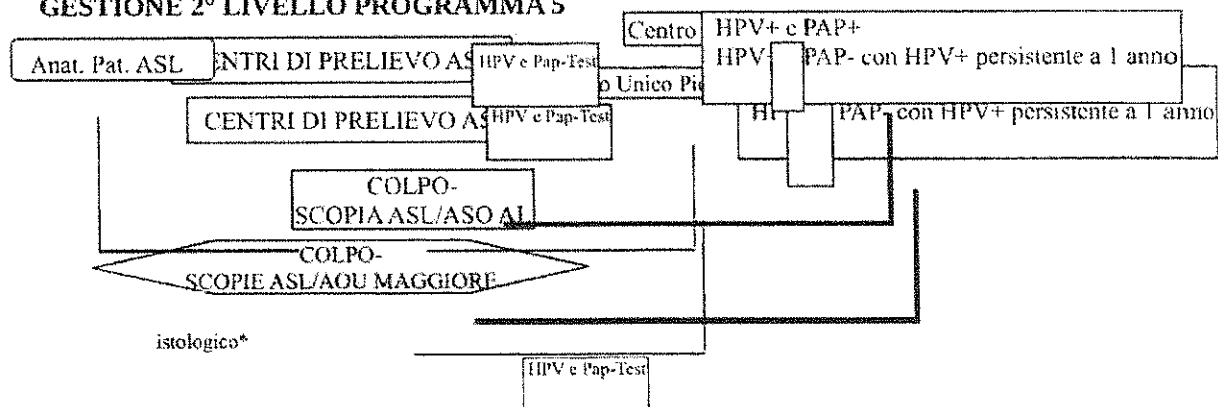 GESTIONE 2° LIVELLO PROGRAMMA 5
Centro
HPV+ e PAP+
Anat. Pat. ASL
ENTRI DI PRELIEVO AS
HPV e Pap-Test
HPV PAP- con HPV+ persistente a 1 anno
o Unico Pi
CENTRI DI PRELIEVO AS
HPV e Pap-Test
PAP- con HPV+ persistente a 1 anno
COLPO-
SCOPIA ASL/ASO AL
COLPO-
SCOPIE ASL/AOU MAGGIORE
istologico*
HPV e Pap-Test